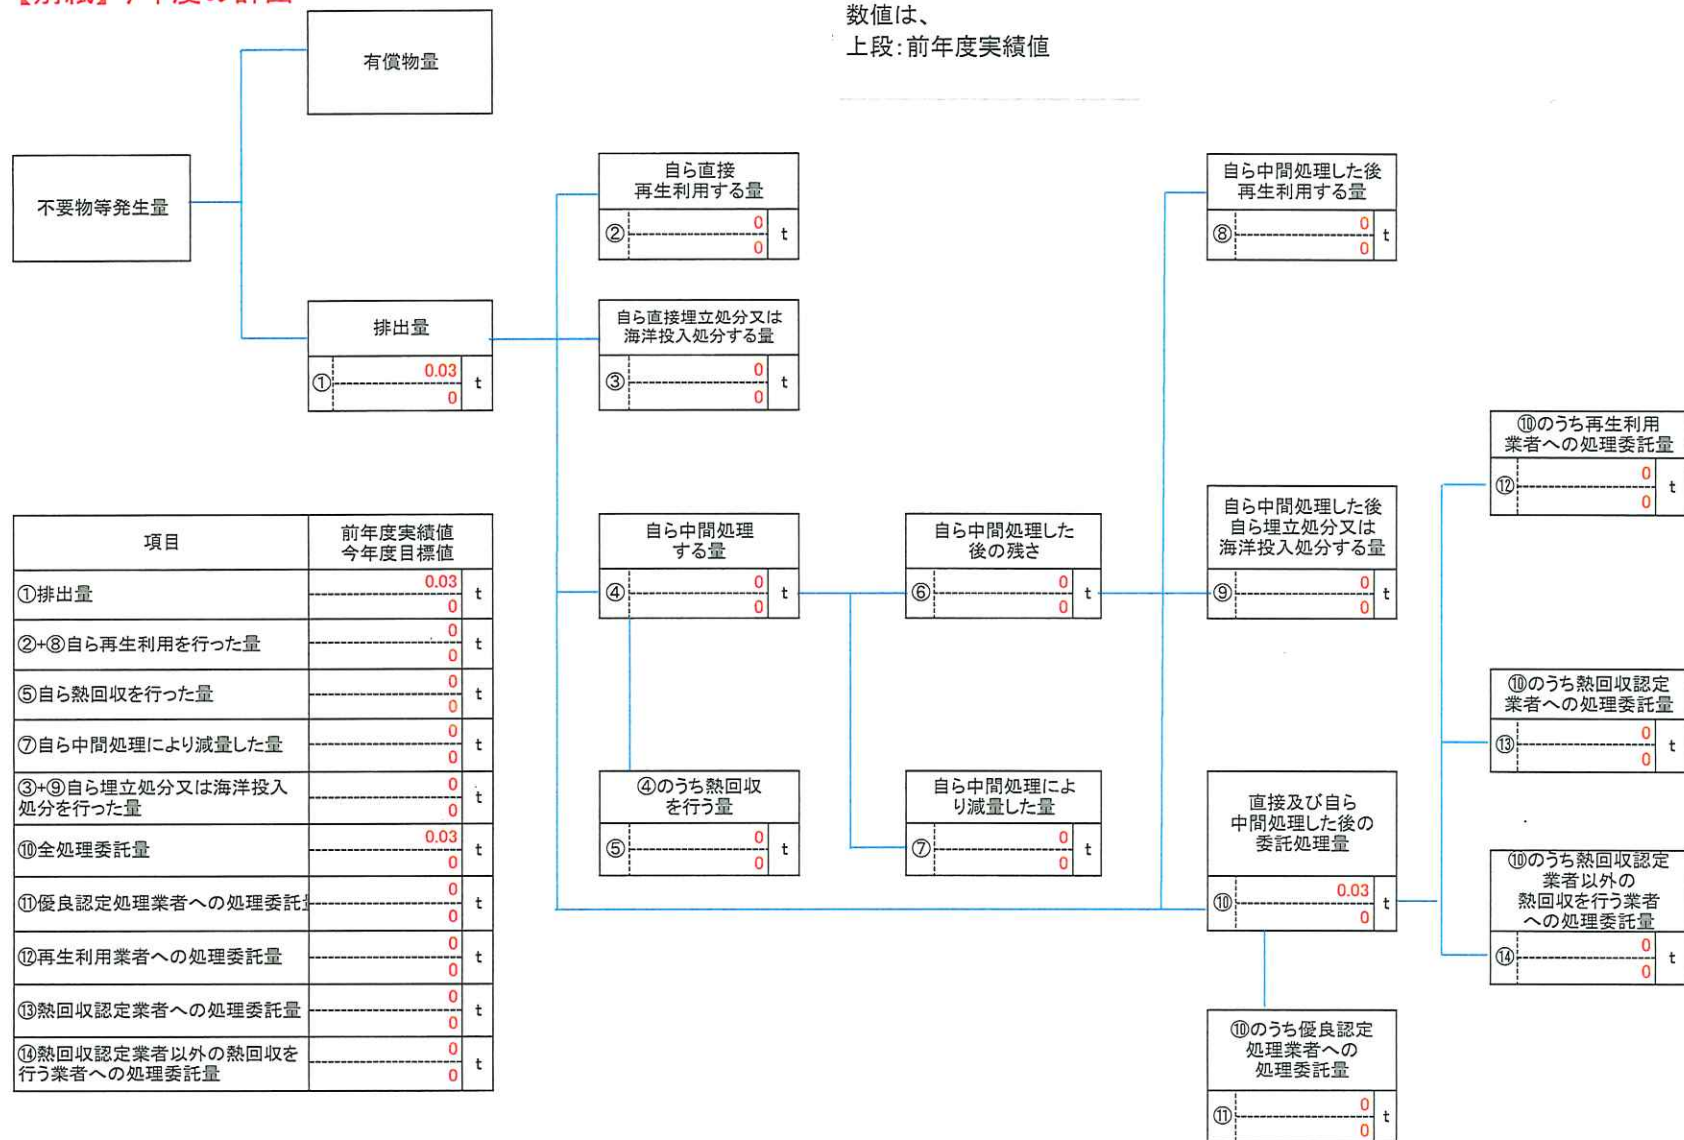 【別紙】今年度の計画
数値は、
上段:前年度実績値
有償物量
不要物等発生量
排出量
① 0.03 t
0
自ら直接
再生利用する量
② 0 t
0
自ら直接埋立処分又は
海洋投入処分する量
③ 0 t
0
自ら中間処理
する量
④ 0 t
0
④のうち熱回収
を行う量
⑤ 0 t
0
自ら中間処理した
後の残さ
⑥ 0 t
0
自ら中間処理によ
り減量した量
⑦ 0 t
0
自ら中間処理した後
再生利用する量
⑧ 0 t
0
自ら中間処理した後
自ら埋立処分又は
海洋投入処分する量
⑨ 0 t
0
直接及び自ら
中間処理した後の
委託処理量
⑩ 0.03 t
0
⑩のうち優良認定
処理業者への
処理委託量
⑪ 0 t
0
⑩のうち再生利用
業者への処理委託量
⑫ 0 t
0
⑩のうち熱回収認定
業者への処理委託量
⑬ 0 t
0
⑩のうち熱回収認定
業者以外の
熱回収を行う業者
への処理委託量
⑭ 0 t
0
項目 前年度実績値
今年度目標値
①排出量 0.03 t
0
②+⑧自ら再生利用を行った量 0 t
0
⑤自ら熱回収を行った量 0 t
0
⑦自ら中間処理により減量した量 0 t
0
③+⑨自ら埋立処分又は海洋投入
処分を行った量 0 t
0
⑩全処理委託量 0.03 t
0
⑪優良認定処理業者への処理委託 0 t
0
⑫再生利用業者への処理委託量 0 t
0
⑬熱回収認定業者への処理委託量 0 t
0
⑭熱回収認定業者以外の熱回収を
行う業者への処理委託量 0 t
0